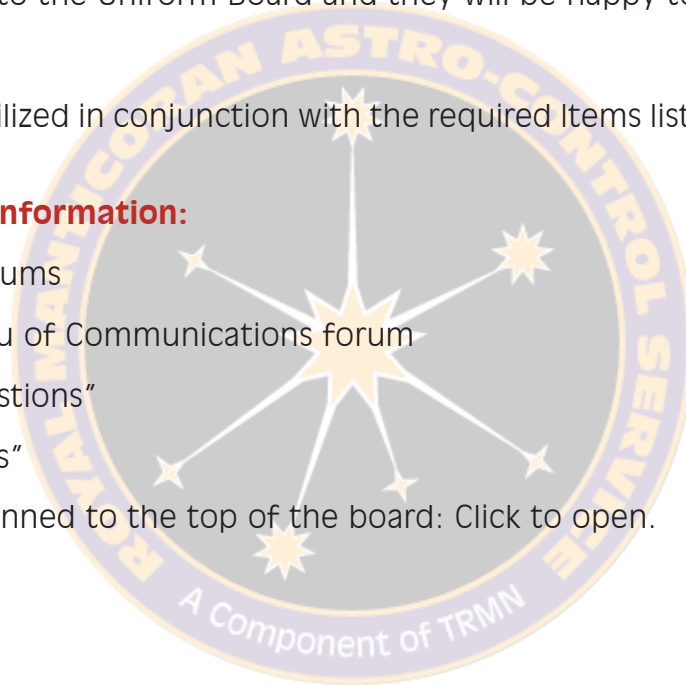 to the Uniform Board and they will be happy to
ilized in conjunction with the required Items list
nformation:
ums
u of Communications forum
stions”
s”
nned to the top of the board: Click to open.
ROYAL MANTICORAN ASTRO-CONTROL SERVICE
A Component of TRMN